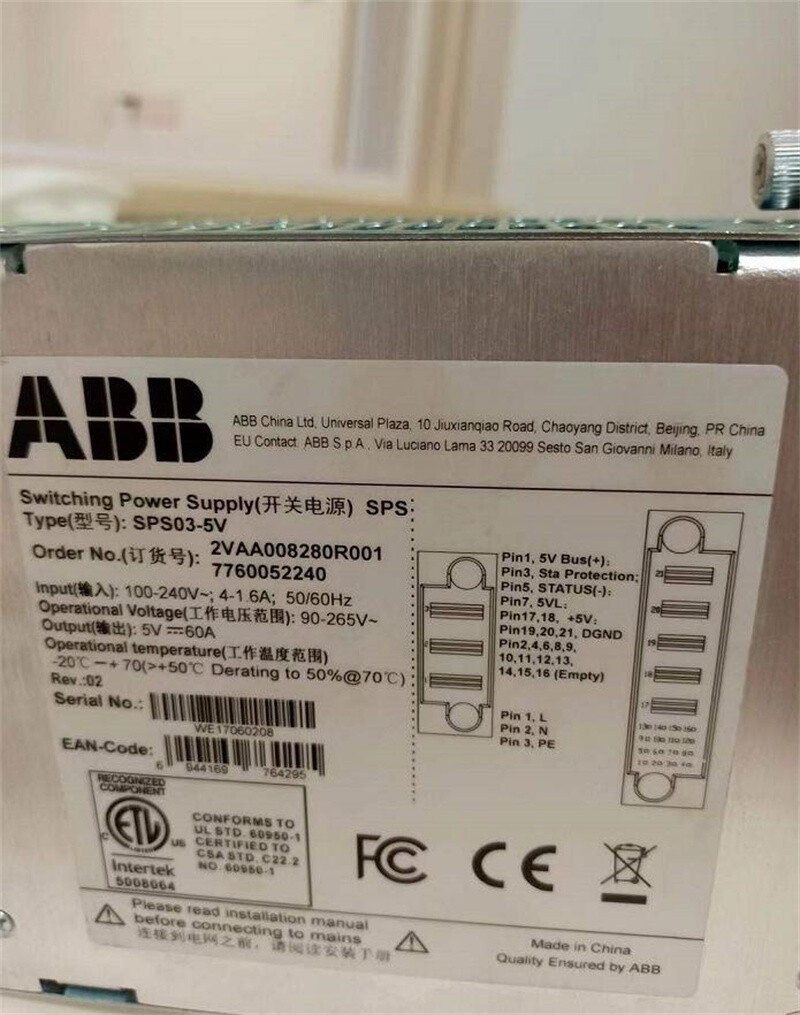 ABB
ABB China Ltd, Universal Plaza, 10 Jiuxianqiao Road, Chaoyang District, Beijing, PR China
EU Contact. ABB S p A , Via Luciano Lama 33 20099 Sesto San Giovanni Milano, Italy
Switching Power Supply(开关电源) SPS:
Type(型号): SPS03-5V
Order No.(订货号): 2VAA008280R001
7760052240
Input(输入): 100-240V~; 4-1.6A; 50/60Hz
Operational Voltage(工作电压范围): 90-265V~
Output(输出): 5V ⎓60A
Operational temperature(工作温度范围)
-20℃ —+ 70(>+50℃ Derating to 50%@70℃)
Rev.:02
Serial No.:
WE17060208
EAN-Code:
6 944169 764295
Pin1, 5V Bus(+);
Pin3, Sta Protection;
Pin5, STATUS(-);
Pin7, 5VL;
Pin17,18, +5V;
Pin19,20,21, DGND
Pin2,4,6,8,9,
10,11,12,13,
14,15,16 (Empty)
Pin 1, L
Pin 2, N
Pin 3, PE
21
20
19
18
17
RECOGNIZED
COMPONENT
C ETL US
Intertek
5008064
CONFORMS TO
UL STD. 60950-1
CERTIFIED TO
CSA STD. C22.2
NO. 60950-1
FC CE
Please read installation manual
before connecting to mains
连接到电网之前，请阅读安装手册
Made in China
Quality Ensured by ABB